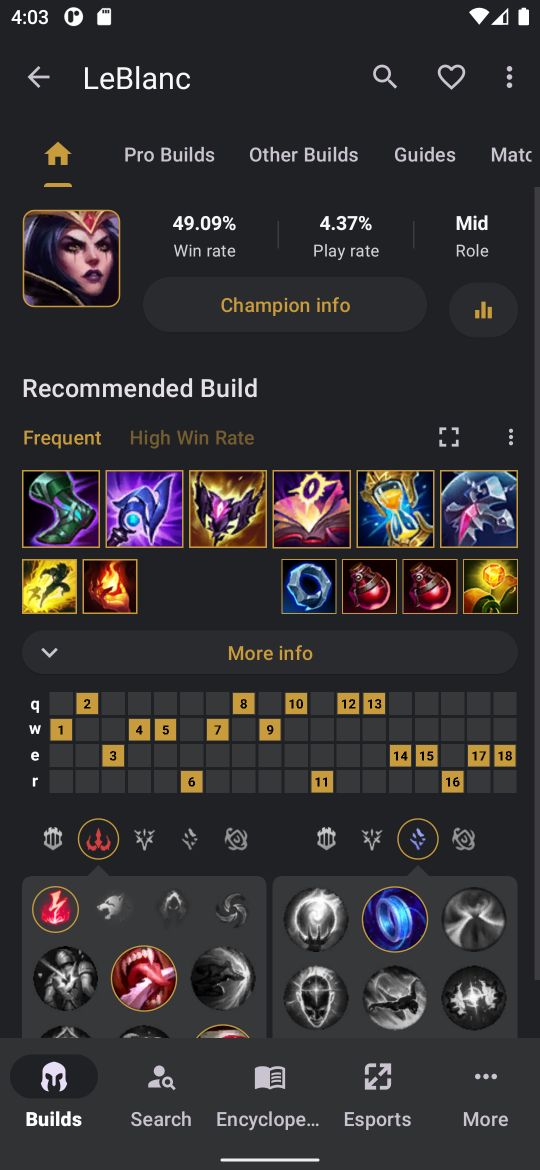 4:03
LeBlanc
Pro Builds Other Builds Guides Matc
49.09% 4.37% Mid
Win rate Play rate Role
Champion info
Recommended Build
Frequent High Win Rate
More info
q 2 8 10 12 13
w 1 4 5 7 9
e 3 14 15 17 18
r 6 11 16
Builds Search Encyclope… Esports More